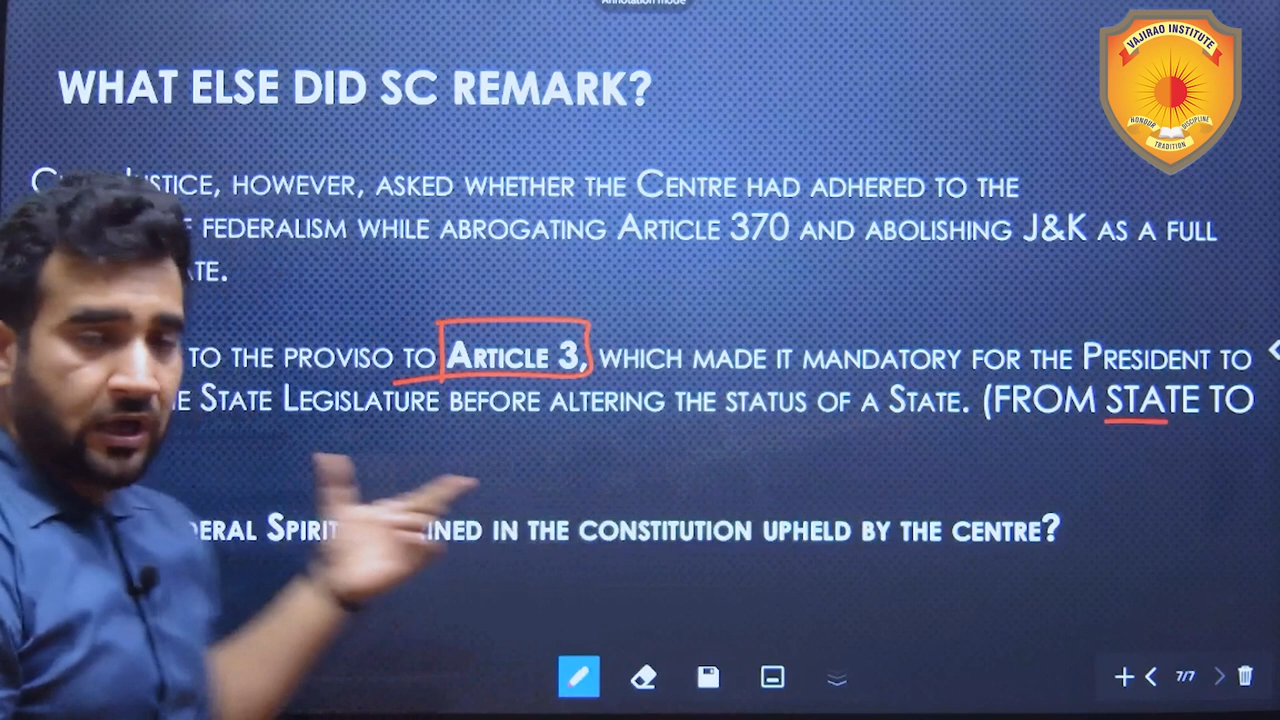 Annotation mode
VAJIRAO INSTITUTE
HONOUR
DISCIPLINE
TRADITION
WHAT ELSE DID SC REMARK?
JUSTICE, HOWEVER, ASKED WHETHER THE CENTRE HAD ADHERED TO THE
FEDERALISM WHILE ABROGATING ARTICLE 370 AND ABOLISHING J&K AS A FULL
TO THE PROVISO TO ARTICLE 3, WHICH MADE IT MANDATORY FOR THE PRESIDENT TO
STATE LEGISLATURE BEFORE ALTERING THE STATUS OF A STATE. (FROM STATE TO
SPIRIT IN THE CONSTITUTION UPHELD BY THE CENTRE?
7/7